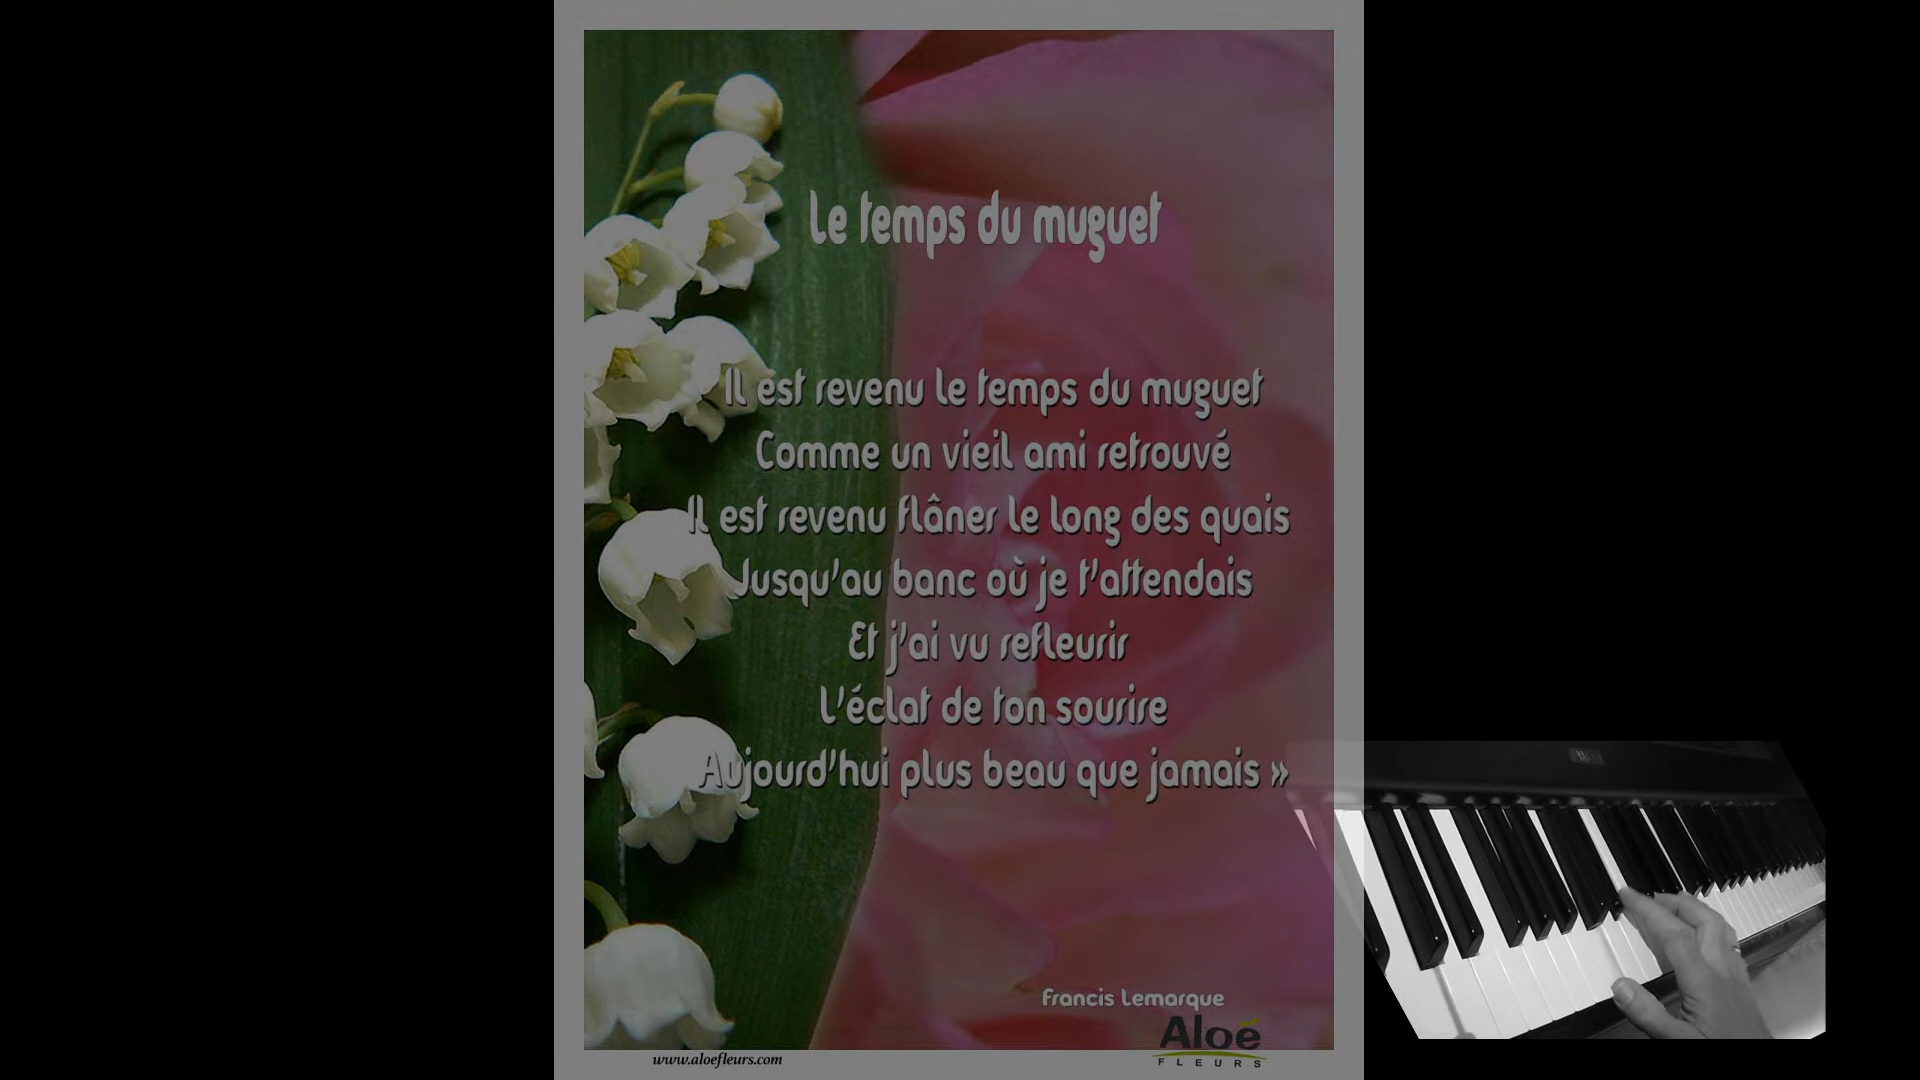 Le temps du muguet
Il est revenu le temps du muguet
Comme un vieil ami retrouvé
Il est revenu flâner le long des quais
Jusqu'au banc où je t'attendais
Et j'ai vu refleurir
L'éclat de ton sourire
Aujourd'hui plus beau que jamais »
Francis Lemarque
Aloé
FLEURS
www.aloefleurs.com